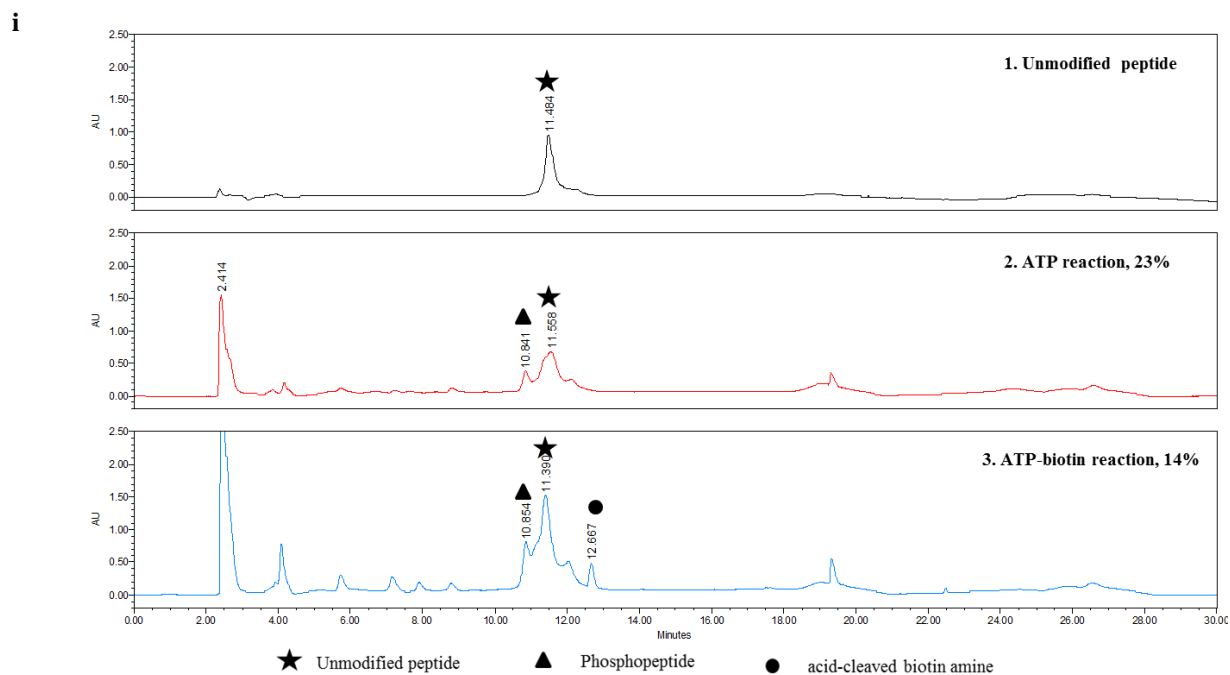 i
2.50
2.00
1.50
1.00
0.50
0.00
AU
11.484
1. Unmodified peptide
2.50
2.00
1.50
1.00
0.50
0.00
AU
2.414
10.841
11.558
2. ATP reaction, 23%
2.50
2.00
1.50
1.00
0.50
0.00
AU
10.854
11.390
12.667
3. ATP-biotin reaction, 14%
0.00 2.00 4.00 6.00 8.00 10.00 12.00 14.00 16.00 18.00 20.00 22.00 24.00 26.00 28.00 30.00
Minutes
Unmodified peptide Phosphopeptide acid-cleaved biotin amine